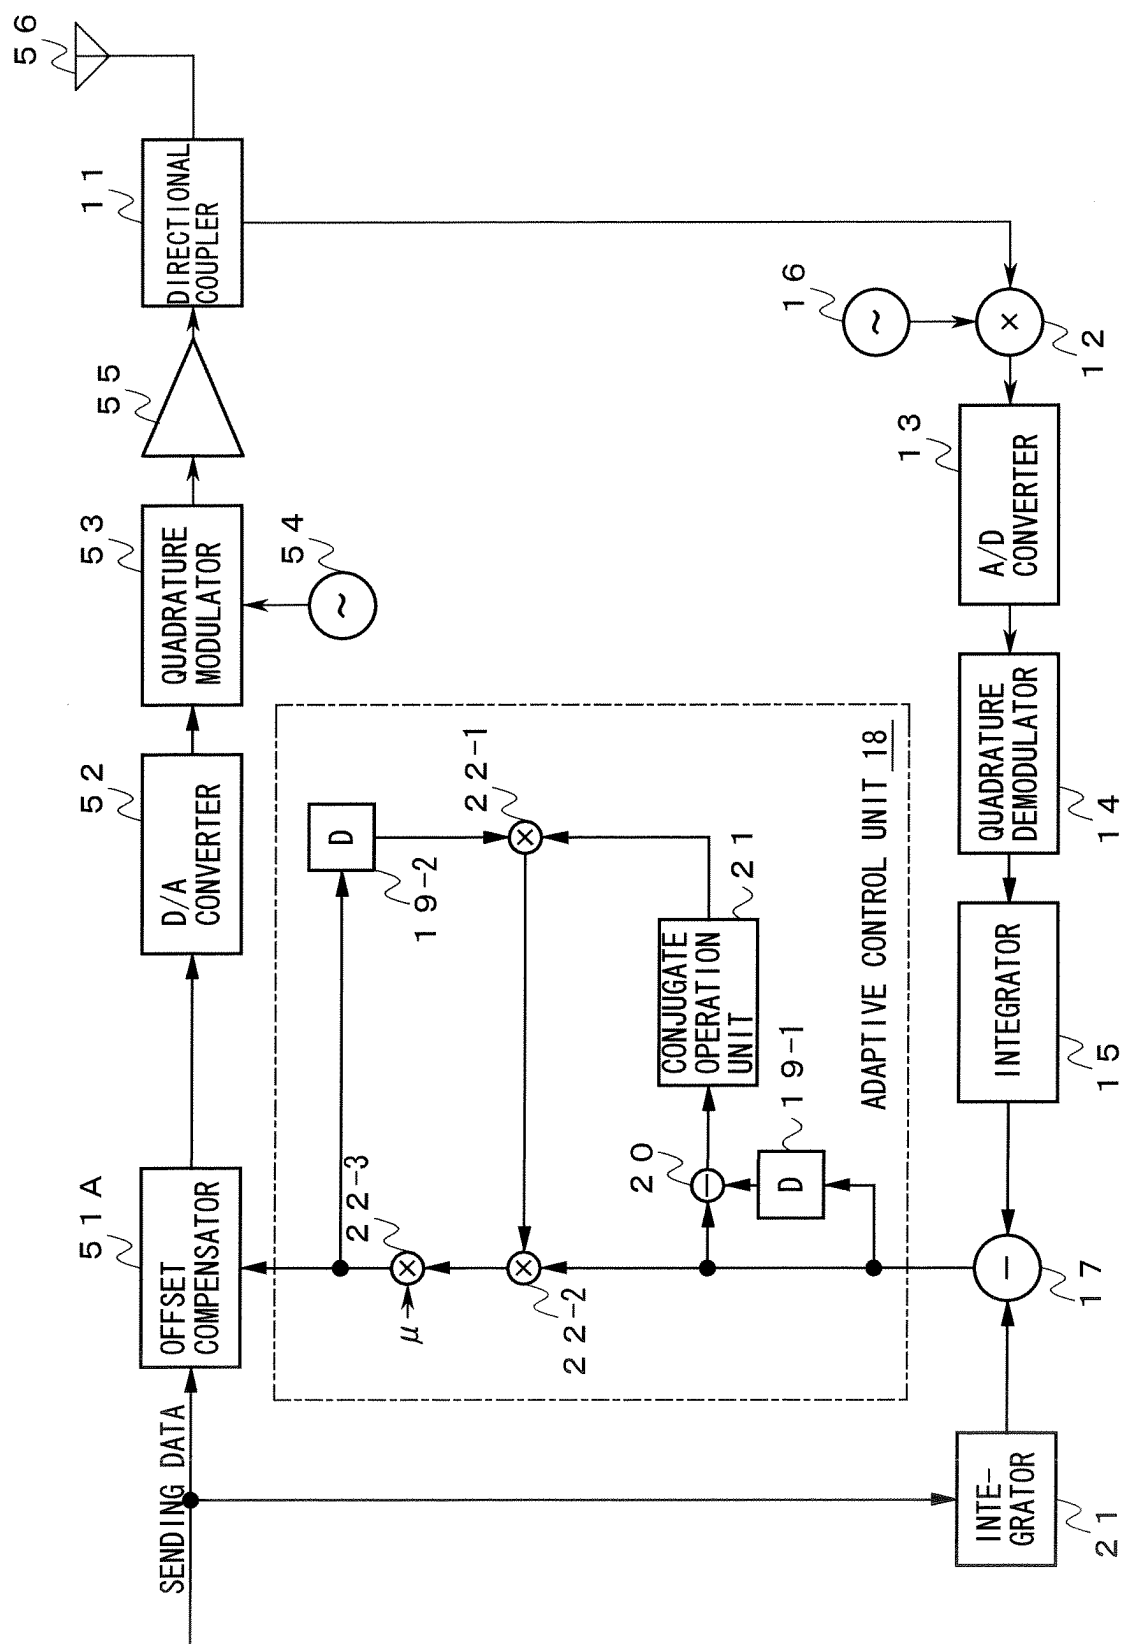 SENDING DATA
51A
OFFSET
COMPENSATOR
52
D/A
CONVERTER
53
QUADRATURE
MODULATOR
54
~
55
11
DIRECTIONAL
COUPLER
56
μ
22-3
×
D
19-2
22-1
×
22-2
×
20
−
CONJUGATE
OPERATION
UNIT
21
D
19-1
ADAPTIVE CONTROL UNIT 18
16
~
×
12
13
A/D
CONVERTER
QUADRATURE
DEMODULATOR
14
INTEGRATOR
15
−
17
INTE-
GRATOR
21